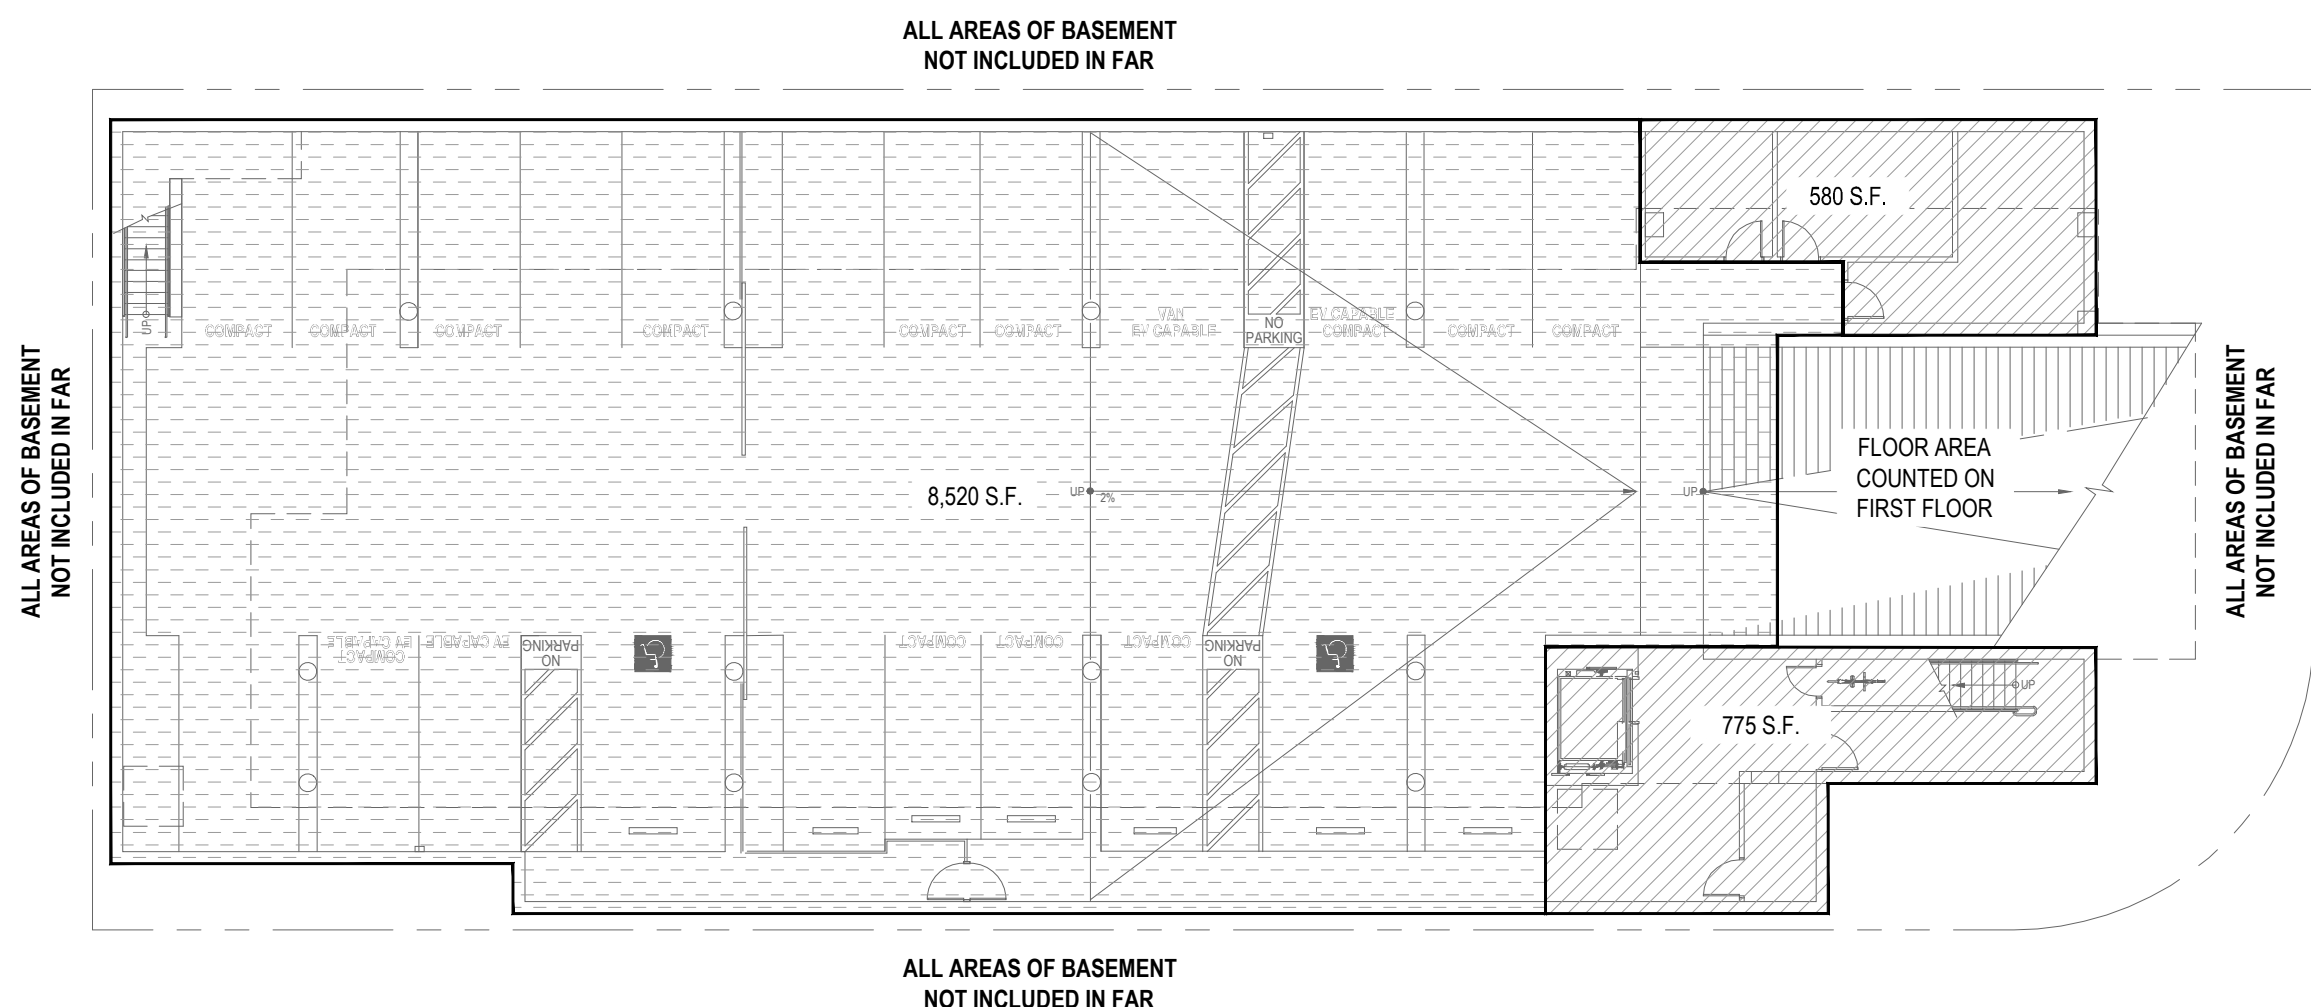 ALL AREAS OF BASEMENT
NOT INCLUDED IN FAR
580 S.F.
UP
COMPACT
COMPACT
COMPACT
COMPACT
COMPACT
COMPACT
VAN
EV CAPABLE
NO
PARKING
EV CAPABLE
COMPACT
COMPACT
COMPACT
ALL AREAS OF BASEMENT
NOT INCLUDED IN FAR
8,520 S.F.
UP
2%
UP
FLOOR AREA
COUNTED ON
FIRST FLOOR
ALL AREAS OF BASEMENT
NOT INCLUDED IN FAR
EV CAPABLE
COMPACT
EV CAPABLE
NO
PARKING
COMPACT
COMPACT
COMPACT
NO
PARKING
UP
775 S.F.
ALL AREAS OF BASEMENT
NOT INCLUDED IN FAR